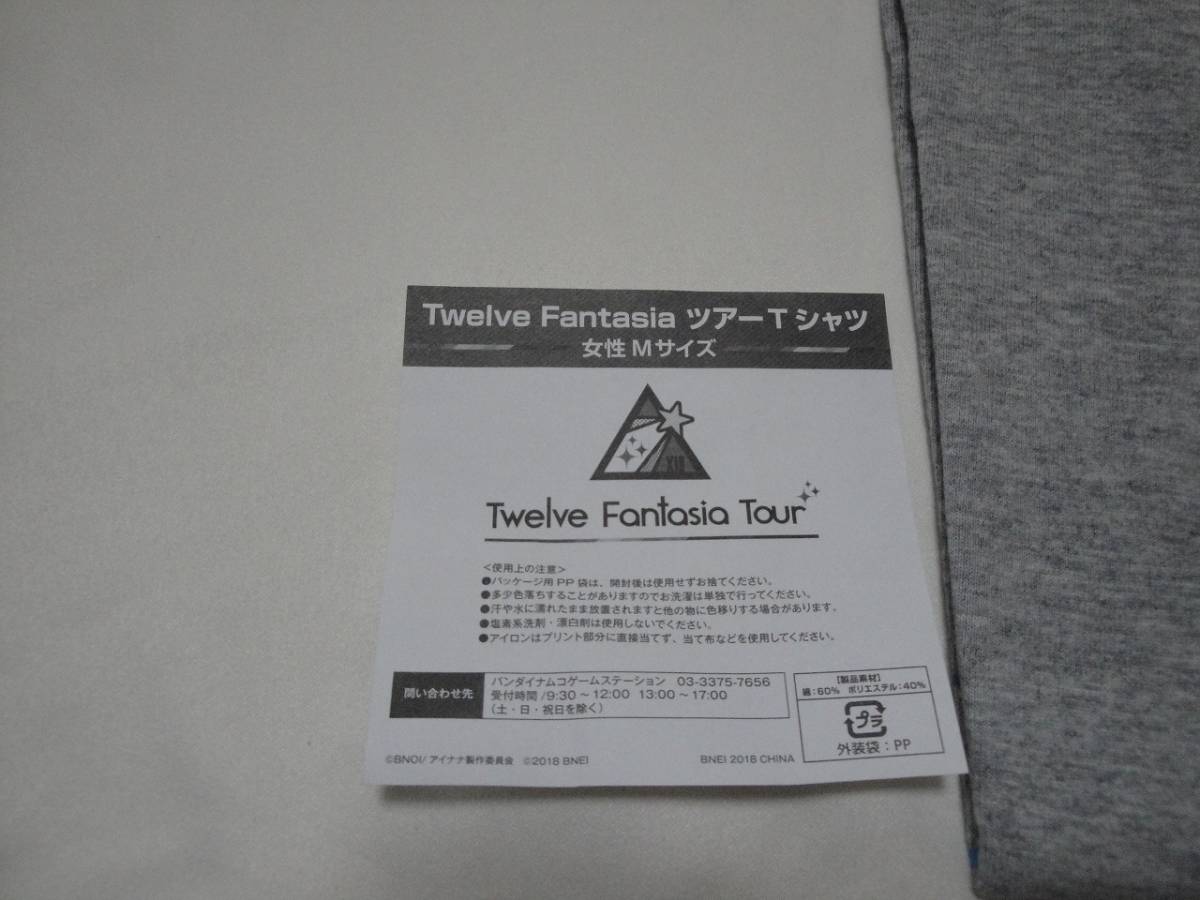 Twelve Fantasia ツアーTシャツ
女性 Mサイズ
XII
Twelve Fantasia Tour
＜使用上の注意＞
●パッケージ用PP袋は、開封後は使用せずお捨てください。
●多少色落ちすることがありますのでお洗濯は単独で行ってください。
●汗や水に濡れたまま放置されますと他の物に色移りする場合があります。
●塩素系洗剤・漂白剤は使用しないでください。
●アイロンはプリント部分に直接当てず、当て布などを使用してください。
問い合わせ先
バンダイナムコゲームステーション 03-3375-7656
受付時間/9:30～12:00 13:00～17:00
（土・日・祝日を除く）
【製品素材】
綿：60% ポリエステル：40%
プラ
外装袋：PP
©BNOI/アイナナ製作委員会 ©2018 BNEI
BNEI 2018 CHINA